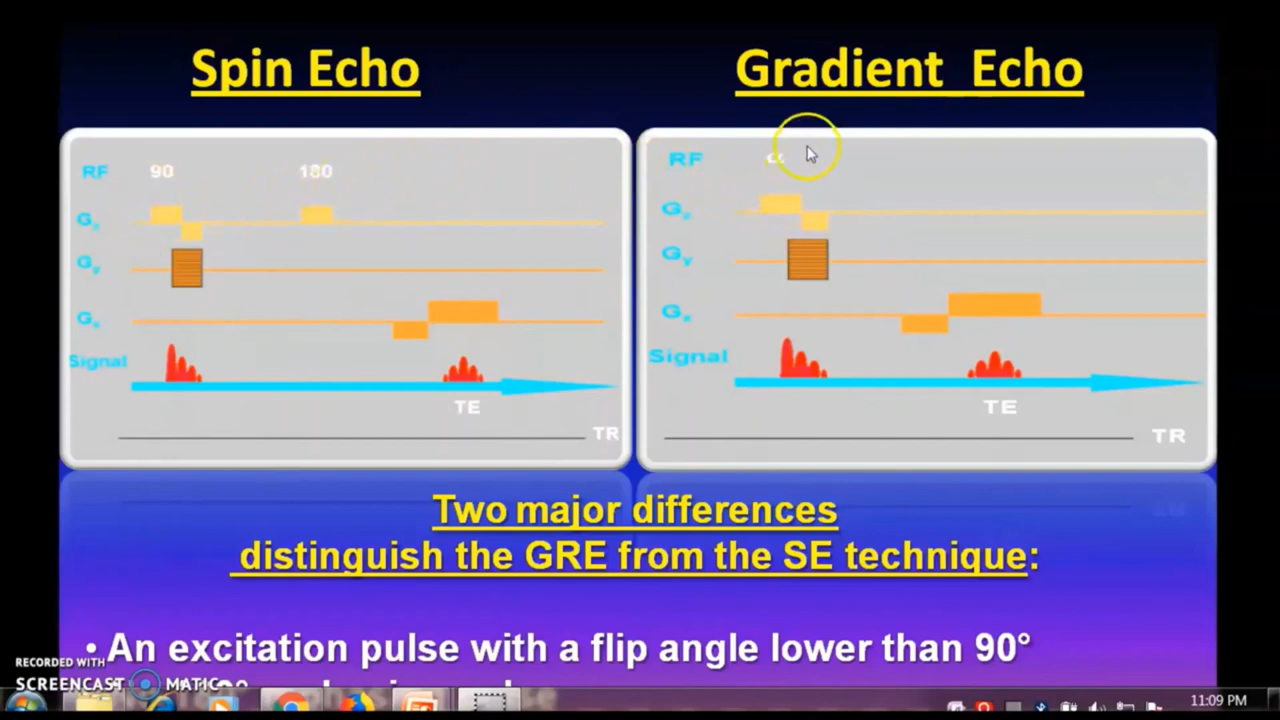 Spin Echo
Gradient Echo
RF 90 180
Gz
Gy
Gx
Signal
TE
TR
RF α
Gz
Gy
Gx
Signal
TE
TR
Two major differences
distinguish the GRE from the SE technique:
• An excitation pulse with a flip angle lower than 90°
RECORDED WITH
SCREENCAST MATIC
11:09 PM